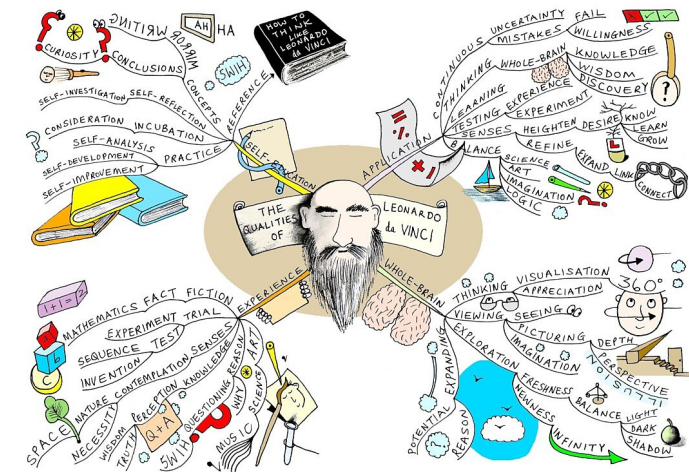 THE QUALITIES OF
LEONARDO da VINCI
SELF-EDUCATION
REFERENCE
HOW TO THINK LIKE LEONARDO da VINCI
5W1H
CONCEPTS
MIRROR WRITING
AH HA
CONCLUSIONS
CURIOSITY
SELF-REFLECTION
SELF-INVESTIGATION
INCUBATION
CONSIDERATION
PRACTICE
SELF-ANALYSIS
SELF-DEVELOPMENT
SELF-IMPROVEMENT
APPLICATION
CONTINUOUS
UNCERTAINTY
FAIL
MISTAKES
WILLINGNESS
THINKING
WHOLE-BRAIN
KNOWLEDGE
WISDOM
LEARNING
EXPERIENCE
DISCOVERY
TESTING
EXPERIMENT
SENSES
HEIGHTEN
DESIRE
KNOW
LEARN
GROW
REFINE
EXPAND
LINK
CONNECT
BALANCE
SCIENCE
ART
IMAGINATION
LOGIC
EXPERIENCE
FICTION
FACT
MATHEMATICS
1+1=2
TRIAL
EXPERIMENT
TEST
SEQUENCE
INVENTION
A
b
C
SENSES
CONTEMPLATION
NATURE
SPACE
NECESSITY
KNOWLEDGE
PERCEPTION
WISDOM
TRUTH
Q+A
REASON
WHY
QUESTIONING
5W1H
ART
SCIENCE
MUSIC
WHOLE-BRAIN
THINKING
VISUALISATION
APPRECIATION
360°
VIEWING
SEEING
EXPLORATION
PICTURING
DEPTH
PERSPECTIVE
ILLUSION
IMAGINATION
FRESHNESS
BALANCE
LIGHT
DARK
SHADOW
NEWNESS
INFINITY
EXPANDING
POTENTIAL
REASON